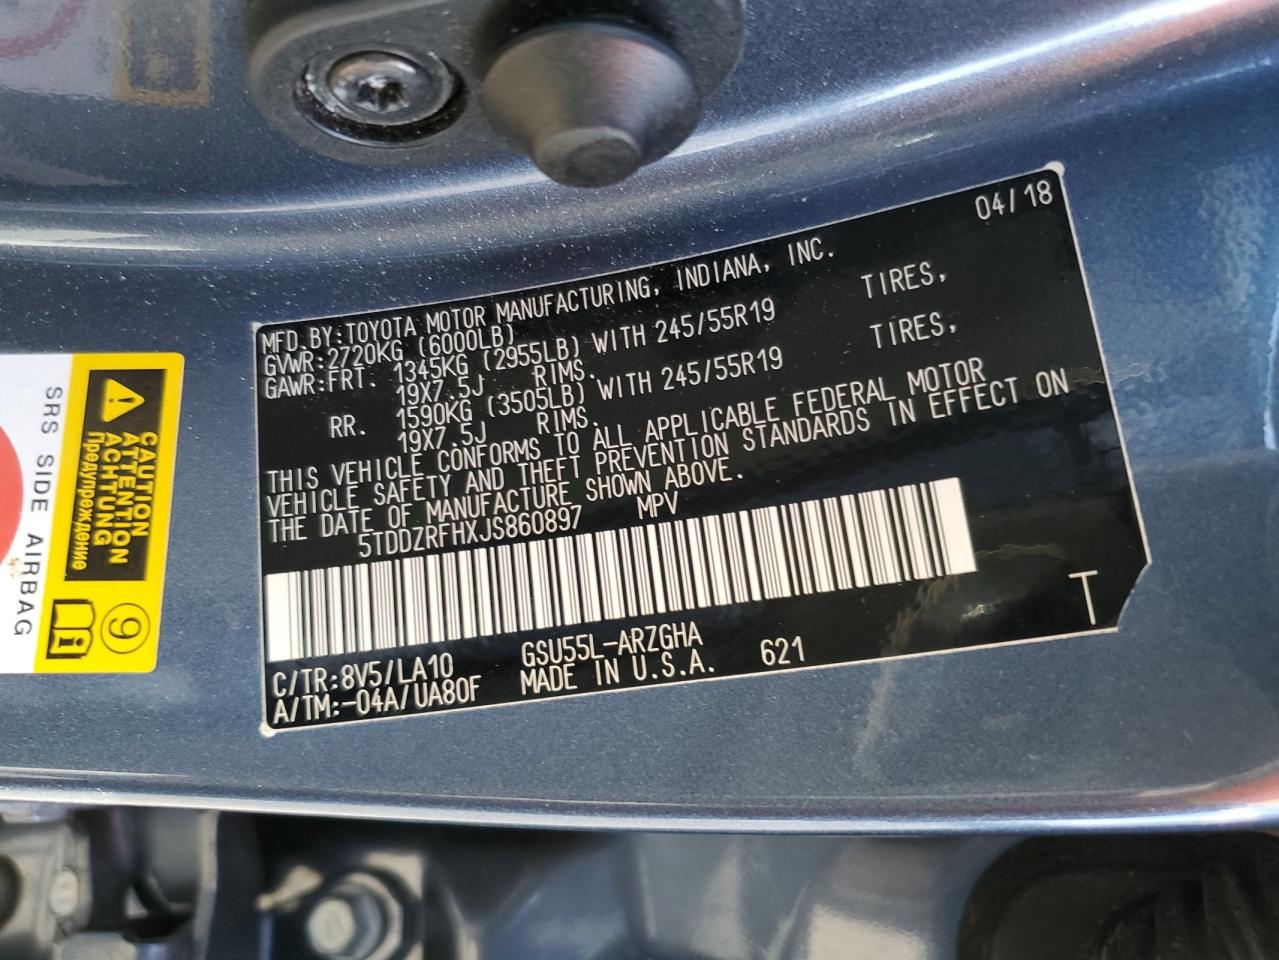 04/18
MFD.BY:TOYOTA MOTOR MANUFACTURING, INDIANA, INC.
GVWR:2720KG (6000LB)
GAWR:FRT. 1345KG (2955LB) WITH 245/55R19 TIRES,
19X7.5J RIMS.
RR. 1590KG (3505LB) WITH 245/55R19 TIRES,
19X7.5J RIMS.
THIS VEHICLE CONFORMS TO ALL APPLICABLE FEDERAL MOTOR
VEHICLE SAFETY AND THEFT PREVENTION STANDARDS IN EFFECT ON
THE DATE OF MANUFACTURE SHOWN ABOVE.
5TDDZRFHXJS860897 MPV
C/TR:8V5/LA10 GSU55L-ARZGHA
A/TM:-04A/UA80F MADE IN U.S.A. 621
T
CAUTION
ATTENTION
ACHTUNG
Предупреждение
9
SRS SIDE AIRBAG